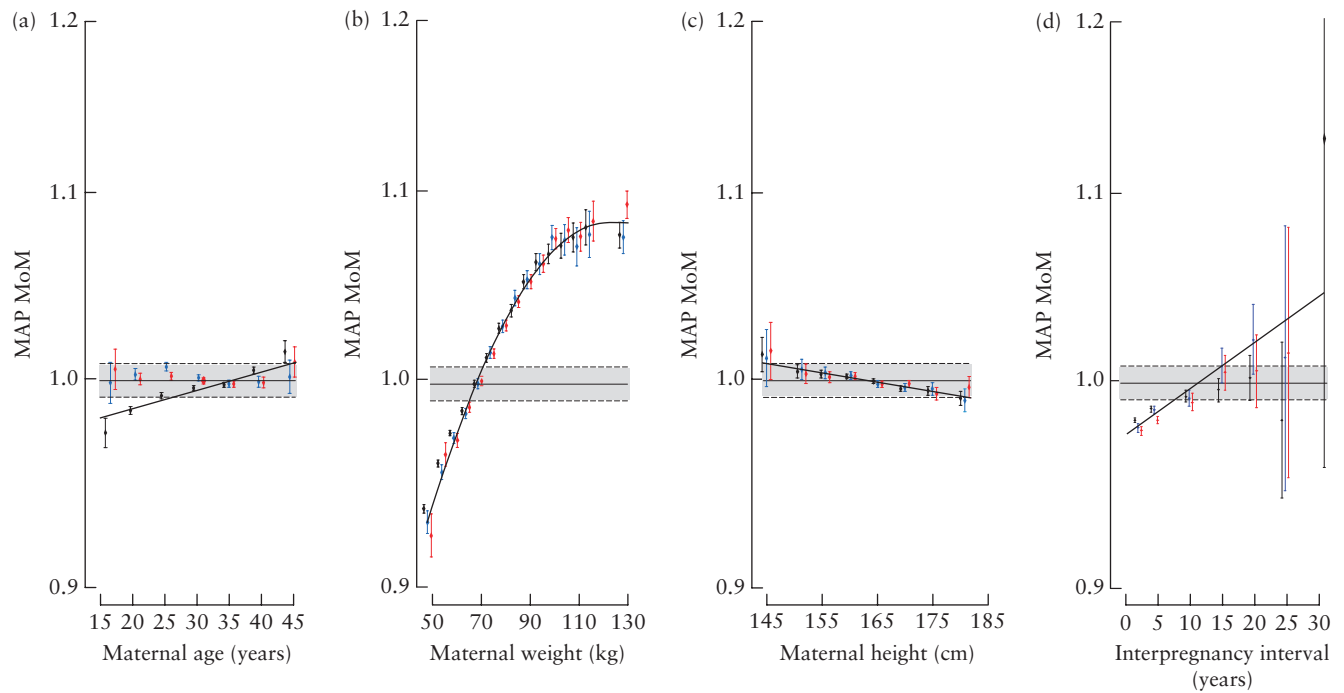 (a)
1.2
1.1
1.0
0.9
MAP MoM
15 20 25 30 35 40 45
Maternal age (years)
(b)
1.2
1.1
1.0
0.9
MAP MoM
50 70 90 110 130
Maternal weight (kg)
(c)
1.2
1.1
1.0
0.9
MAP MoM
145 155 165 175 185
Maternal height (cm)
(d)
1.2
1.1
1.0
0.9
MAP MoM
0 5 10 15 20 25 30
Interpregnancy interval
(years)